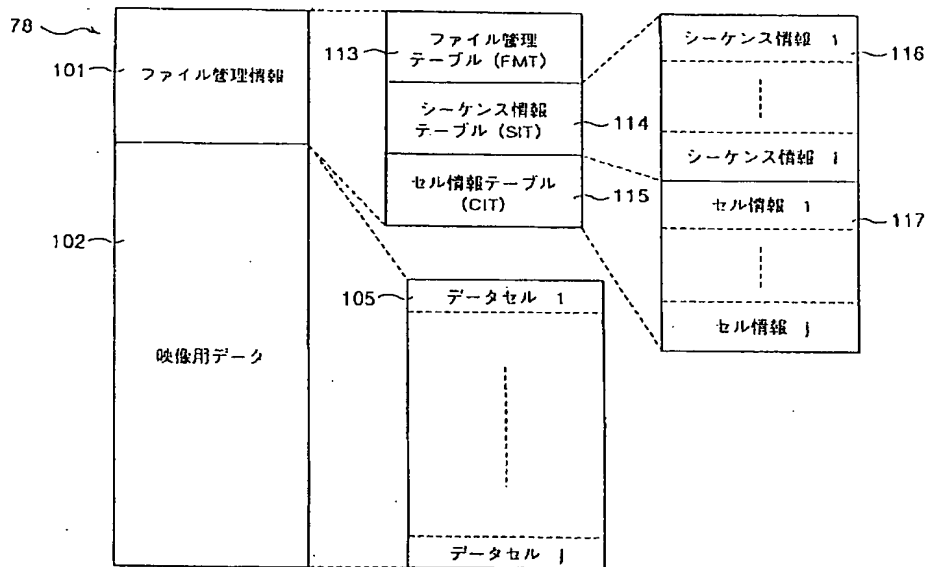 78
101
ファイル管理情報
102
映像用データ
113
ファイル管理
テーブル (FMT)
シーケンス情報
テーブル (SIT)
114
セル情報テーブル
(CIT)
115
シーケンス情報 1
116
シーケンス情報 i
セル情報 1
117
セル情報 j
105
データセル 1
データセル j